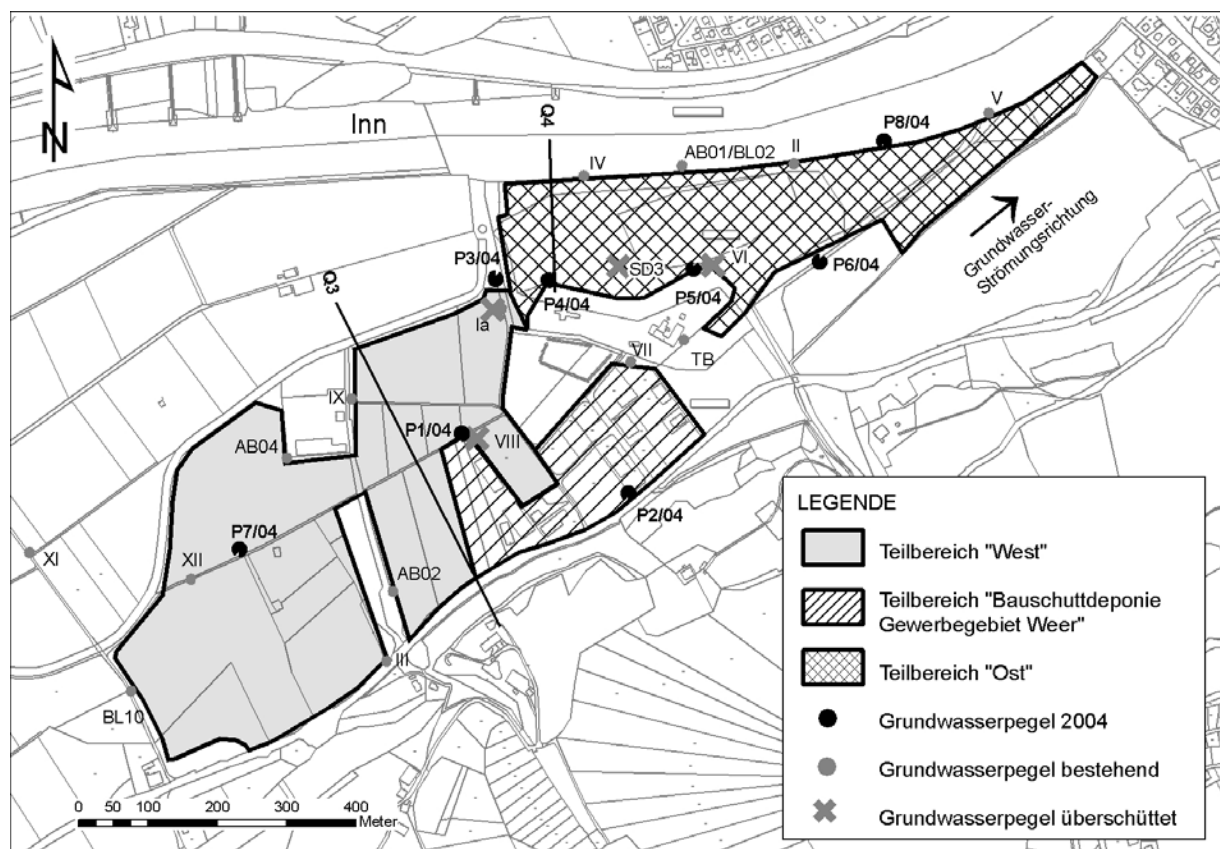 N
Inn
Q4
Q3
IV
AB01/BL02
II
P8/04
V
Grundwasser-
Strömungsrichtung
P3/04
P4/04
SD3
VI
P5/04
P6/04
Ia
TB
VII
IX
P1/04
VIII
AB04
P2/04
P7/04
XI
XII
AB02
III
BL10
0 50 100 200 300 400
Meter
LEGENDE
Teilbereich "West"
Teilbereich "Bauschuttdeponie
Gewerbegebiet Weer"
Teilbereich "Ost"
Grundwasserpegel 2004
Grundwasserpegel bestehend
Grundwasserpegel überschüttet